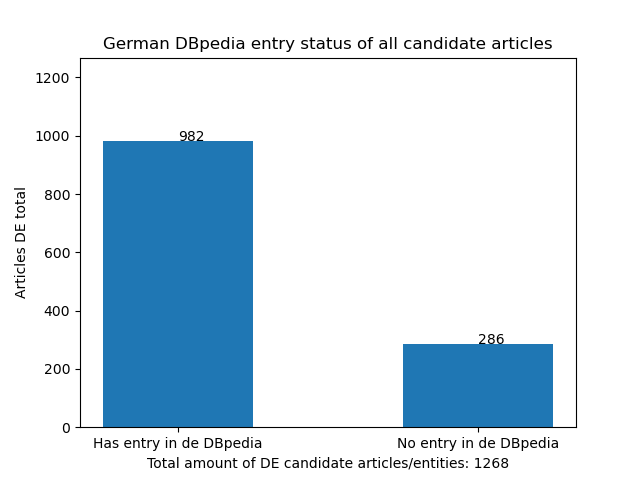 German DBpedia entry status of all candidate articles
1200
1000
800
600
400
200
0
Articles DE total
982
286
Has entry in de DBpedia
No entry in de DBpedia
Total amount of DE candidate articles/entities: 1268